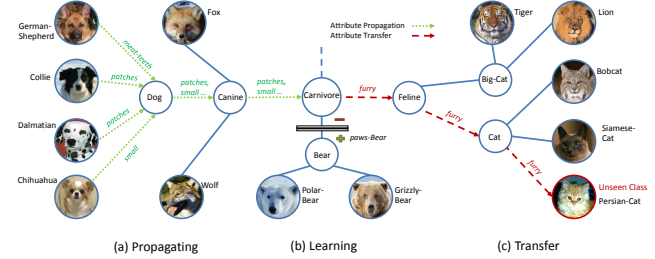 German-
Shepherd
Fox
Tiger
Lion
Attribute Propagation
Attribute Transfer
meat-teeth
Collie
patches
Big-Cat
Bobcat
Dog
patches,
small ...
Canine
patches,
small ...
Carnivore
furry
Feline
furry
Dalmatian
patches
paws-Bear
Cat
Siamese-
Cat
small
Bear
furry
Chihuahua
Wolf
Polar-
Bear
Grizzly-
Bear
Unseen Class
Persian-Cat
(a) Propagating
(b) Learning
(c) Transfer